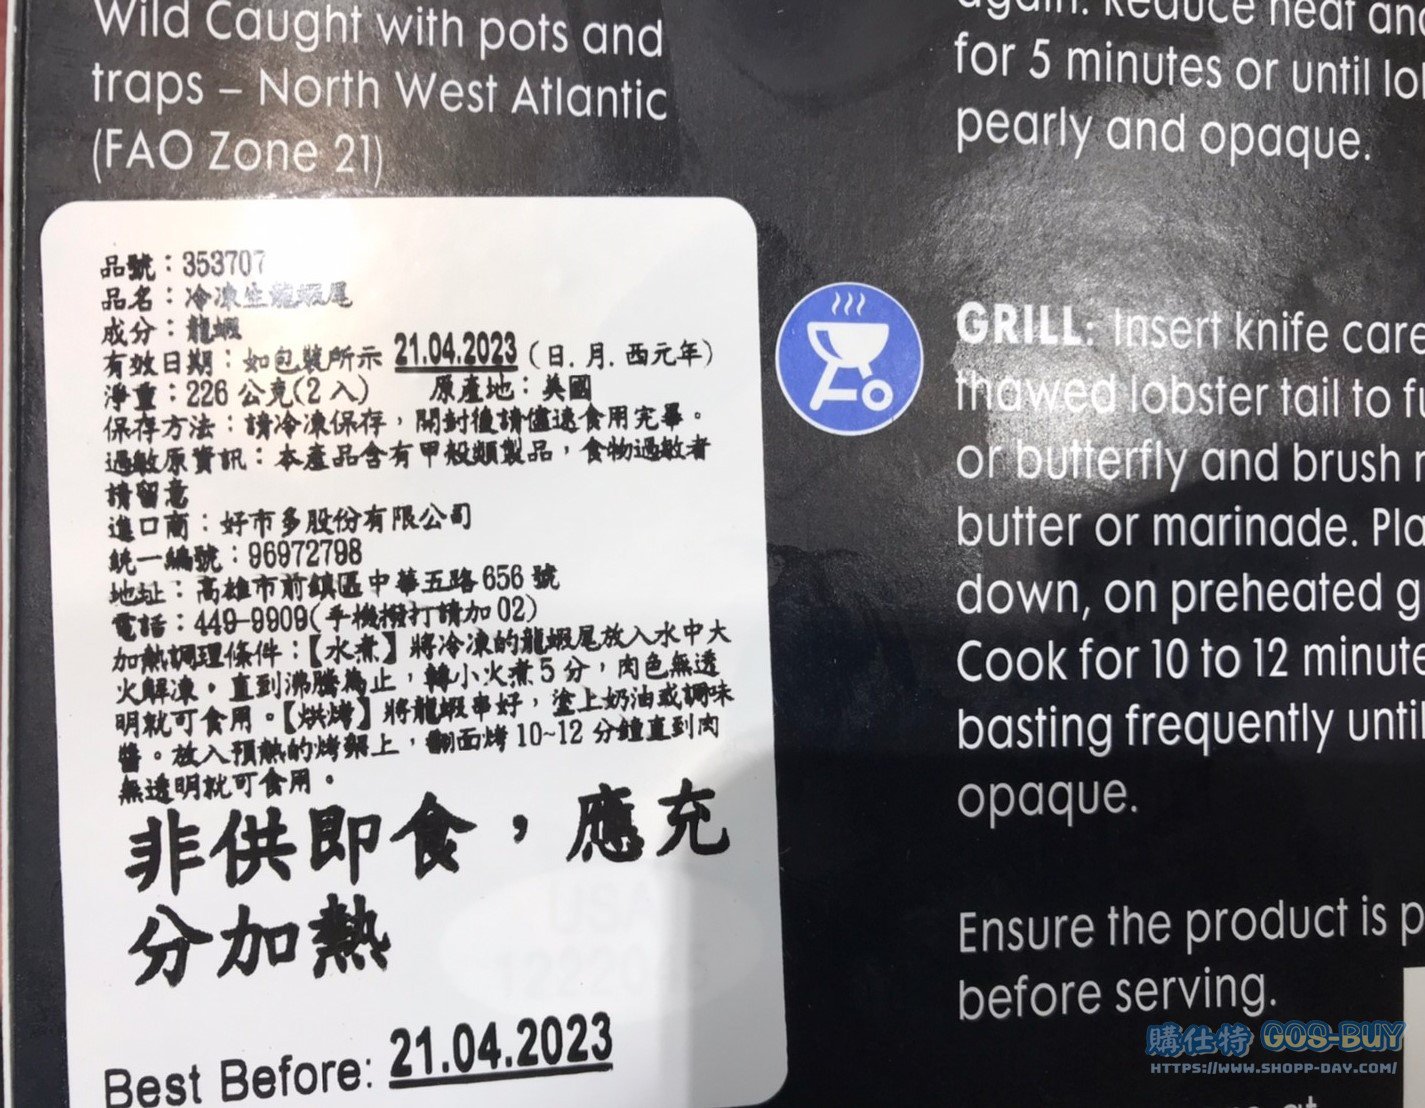 Wild Caught with pots and
traps – North West Atlantic
(FAO Zone 21)
品號：353707
品名：冷凍生龍蝦尾
成分：龍蝦
有效日期：如包裝所示 21.04.2023 (日.月.西元年)
淨重：226 公克(2 入) 原產地：美國
保存方法：請冷凍保存，開封後請儘速食用完畢。
過敏原資訊：本產品含有甲殼類製品，食物過敏者
請留意
進口商：好市多股份有限公司
統一編號：96972798
地址：高雄市前鎮區中華五路 656 號
電話：449-9909(手機撥打請加 02)
加熱調理條件：【水煮】將冷凍的龍蝦尾放入水中大
火解凍，直到沸騰為止，轉小火煮 5 分，肉色無透
明就可食用。【烘烤】將龍蝦串好，塗上奶油或調味
醬。放入預熱的烤架上，翻面烤 10~12 分鐘直到肉
無透明就可食用。
非供即食，應充
分加熱
USA
Best Before: 21.04.2023
again. Reduce heat and
for 5 minutes or until
pearly and opaque.
GRILL: Insert knife
thawed lobster tail to
or butterfly and brush
butter or marinade.
down, on preheated
Cook for 10 to 12
basting frequently
opaque.
Ensure the product is
before serving.
購仕特 GOS-BUY
HTTPS://WWW.SHOPP-DAY.COM/